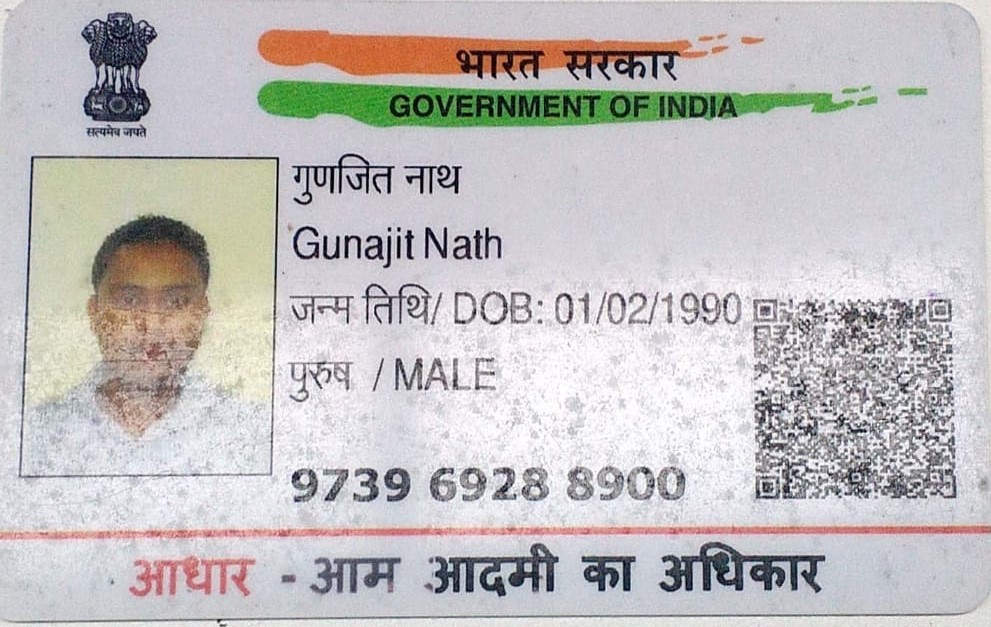 सत्यमेव जयते
भारत सरकार
GOVERNMENT OF INDIA
गुणजित नाथ
Gunajit Nath
जन्म तिथि/ DOB: 01/02/1990
पुरुष / MALE
9739 6928 8900
आधार - आम आदमी का अधिकार